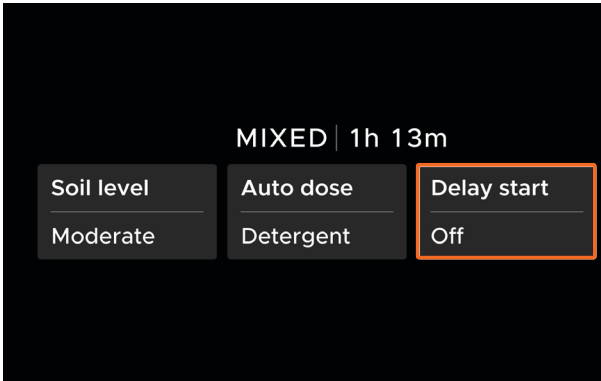 MIXED | 1h 13m
Soil level
Moderate
Auto dose
Detergent
Delay start
Off